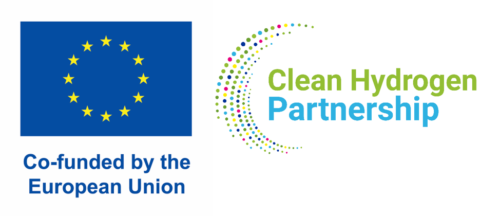 Co-funded by the
European Union
Clean Hydrogen
Partnership